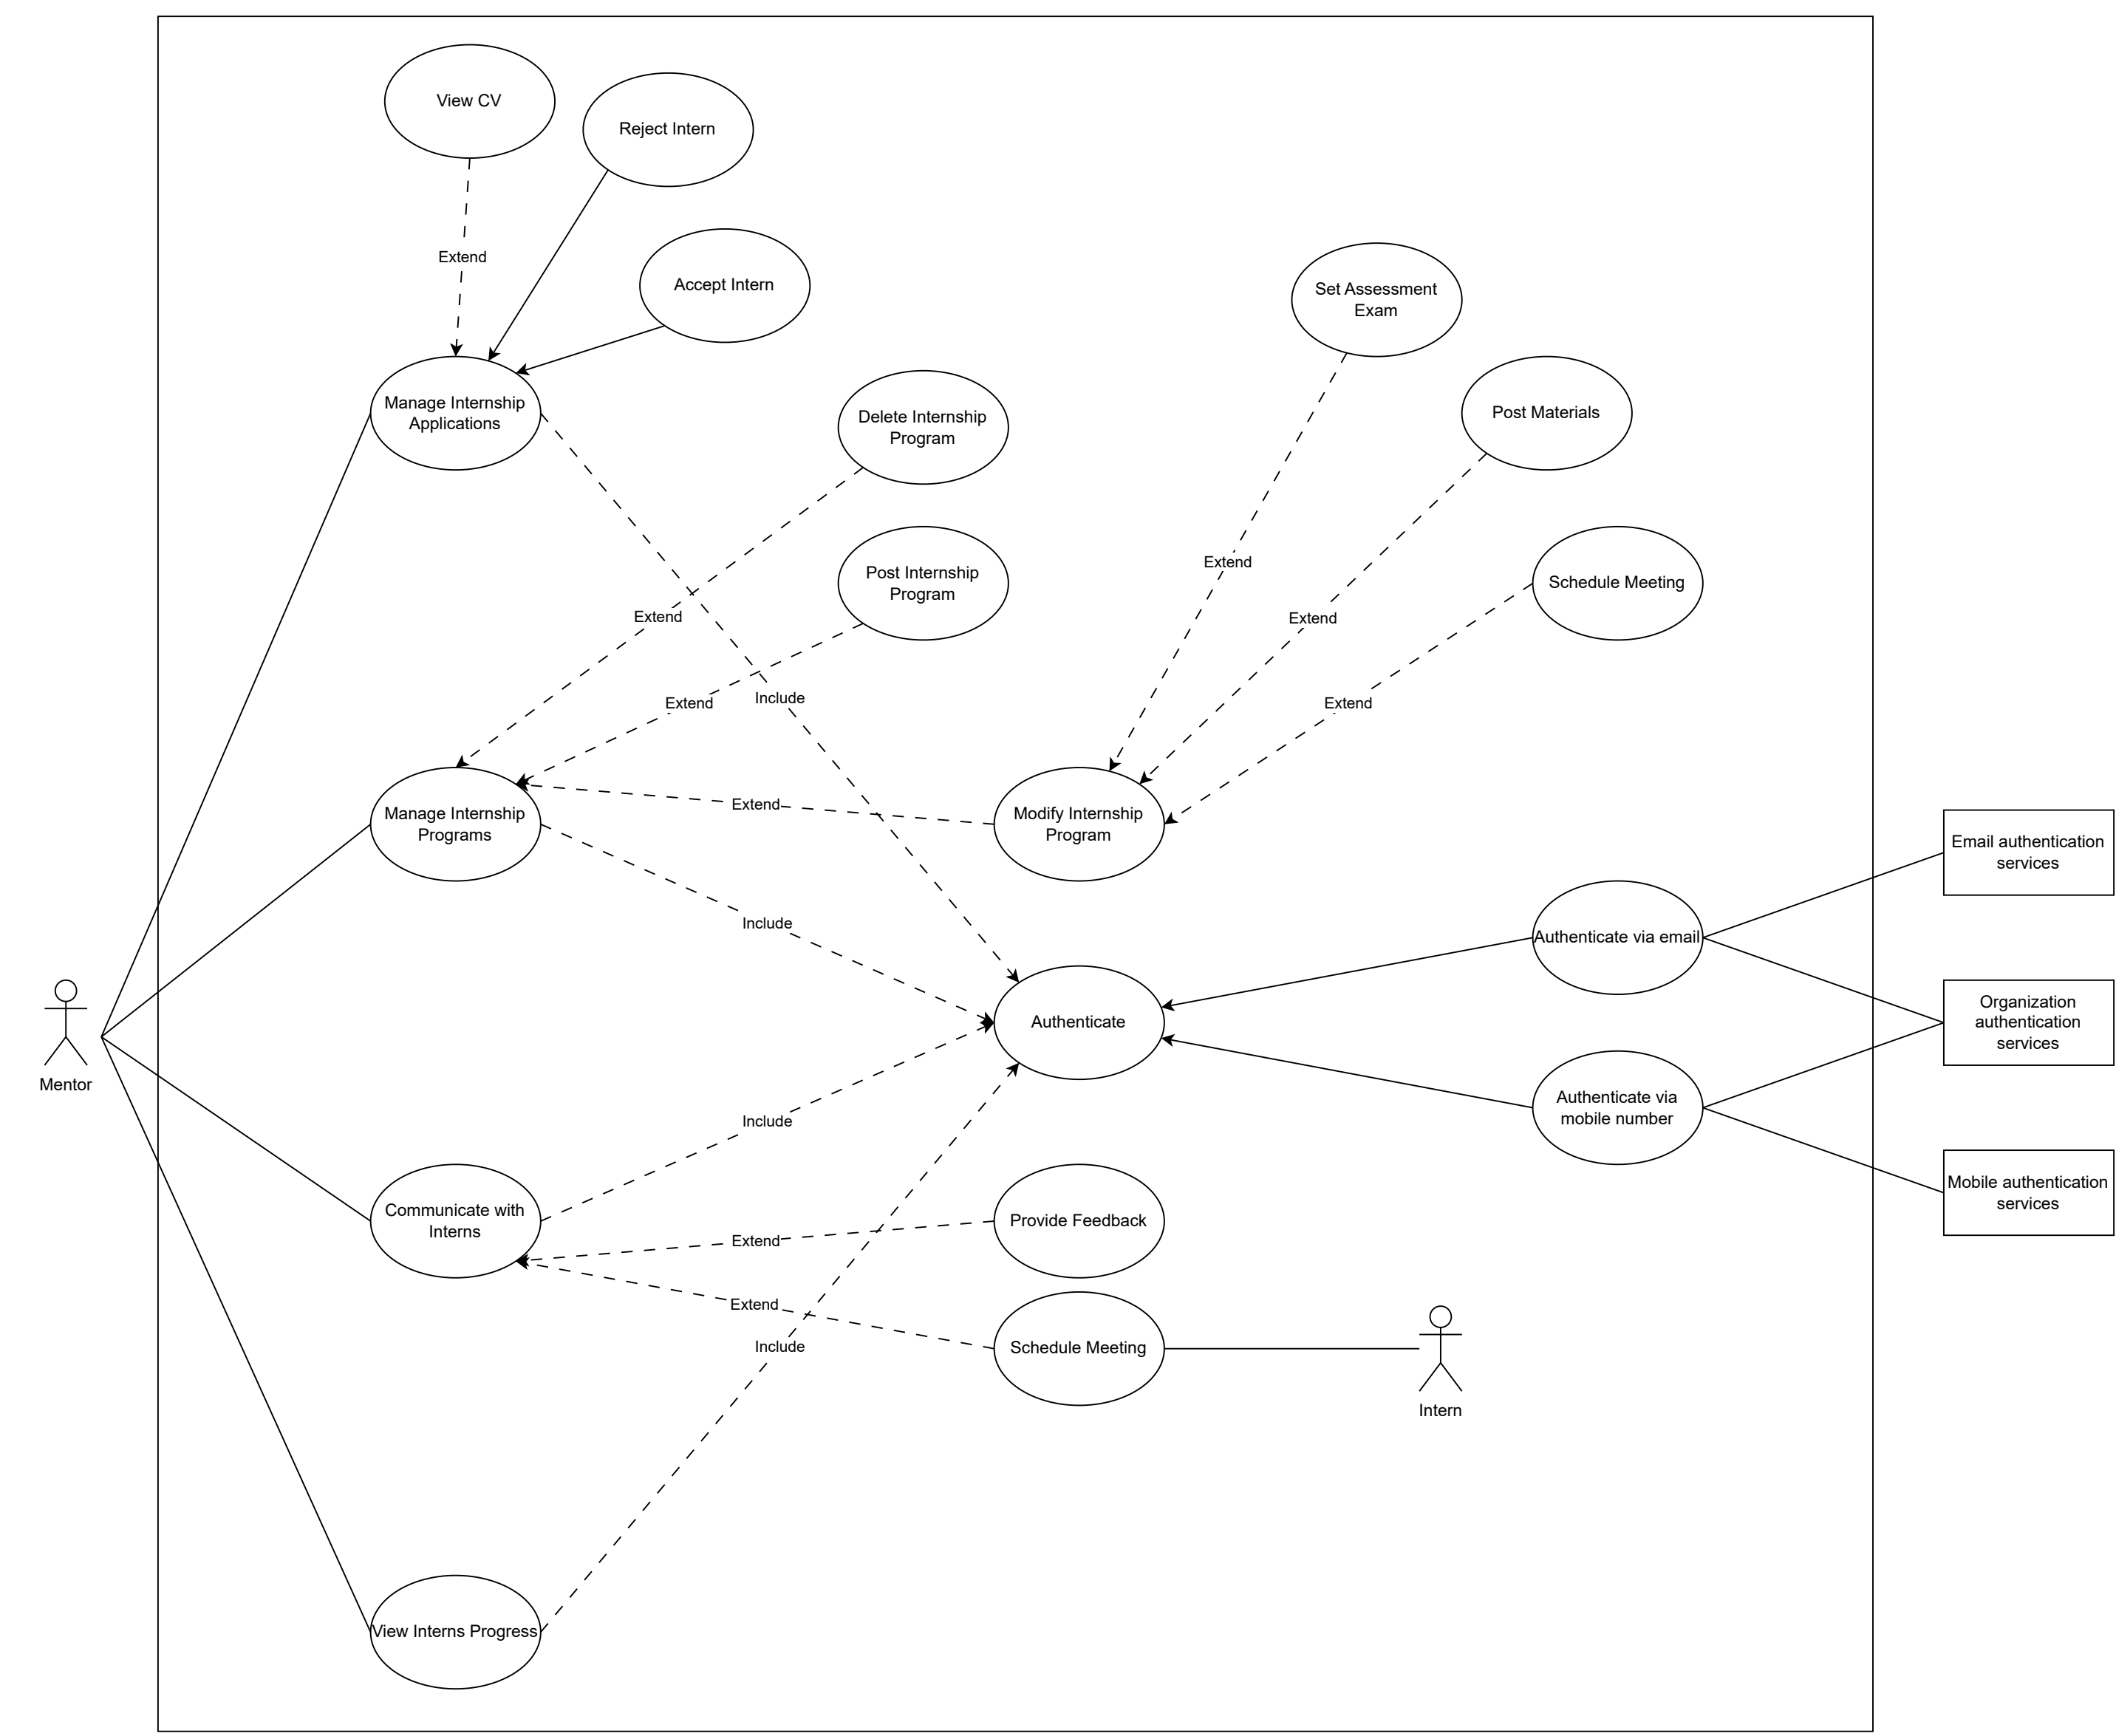 View CV
Reject Intern
Extend
Accept Intern
Set Assessment
Exam
Manage Internship
Applications
Delete Internship
Program
Post Materials
Extend
Post Internship
Program
Schedule Meeting
Extend
Extend
Include
Extend
Extend
Manage Internship
Programs
Extend
Modify Internship
Program
Email authentication
services
Include
Authenticate via email
Mentor
Authenticate
Organization
authentication
services
Include
Authenticate via
mobile number
Communicate with
Interns
Extend
Provide Feedback
Mobile authentication
services
Extend
Include
Schedule Meeting
Intern
View Interns Progress